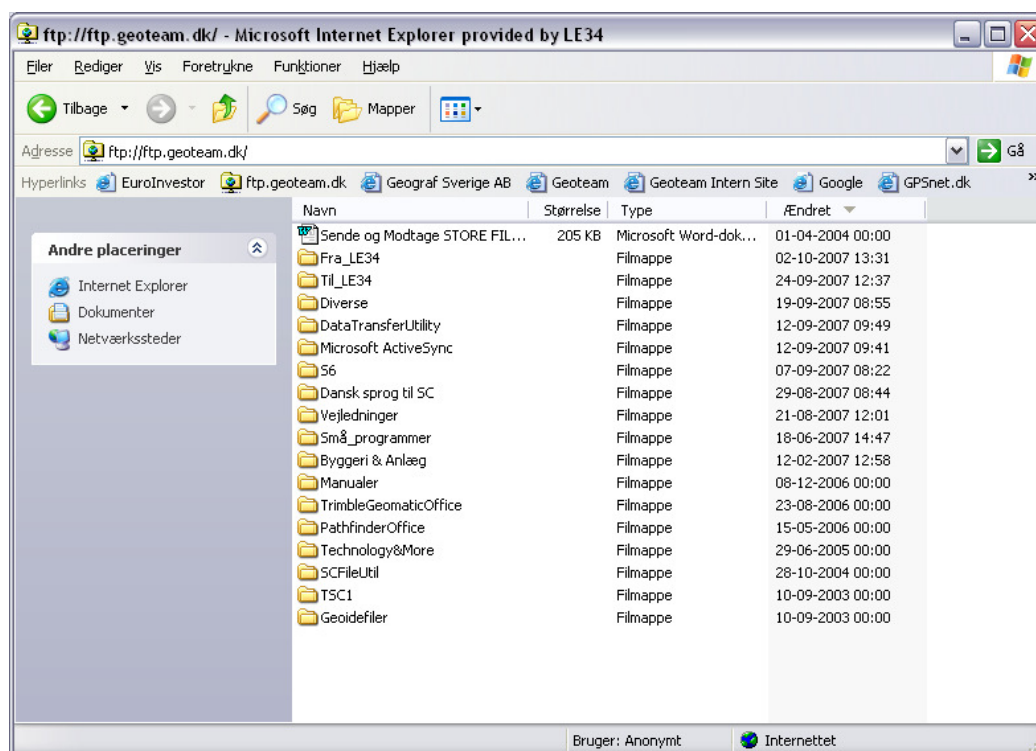 ftp://ftp.geoteam.dk/ - Microsoft Internet Explorer provided by LE34
Filer Rediger Vis Foretrukne Funktioner Hjælp
Tilbage Søg Mapper
Adresse ftp://ftp.geoteam.dk/ Gå
Hyperlinks EuroInvestor ftp.geoteam.dk Geograf Sverige AB Geoteam Geoteam Intern Site Google GPSnet.dk »
Andre placeringer
Internet Explorer
Dokumenter
Netværkssteder
Navn Størrelse Type Ændret
Sende og Modtage STORE FIL... 205 KB Microsoft Word-dok... 01-04-2004 00:00
Fra_LE34 Filmappe 02-10-2007 13:31
Til_LE34 Filmappe 24-09-2007 12:37
Diverse Filmappe 19-09-2007 08:55
DataTransferUtility Filmappe 12-09-2007 09:49
Microsoft ActiveSync Filmappe 12-09-2007 09:41
S6 Filmappe 07-09-2007 08:22
Dansk sprog til SC Filmappe 29-08-2007 08:44
Vejledninger Filmappe 21-08-2007 12:01
Små_programmer Filmappe 18-06-2007 14:47
Byggeri & Anlæg Filmappe 12-02-2007 12:58
Manualer Filmappe 08-12-2006 00:00
TrimbleGeomaticOffice Filmappe 23-08-2006 00:00
PathfinderOffice Filmappe 15-05-2006 00:00
Technology&More Filmappe 29-06-2005 00:00
SCFileUtil Filmappe 28-10-2004 00:00
TSC1 Filmappe 10-09-2003 00:00
Geoidefiler Filmappe 10-09-2003 00:00
Bruger: Anonymt Internettet